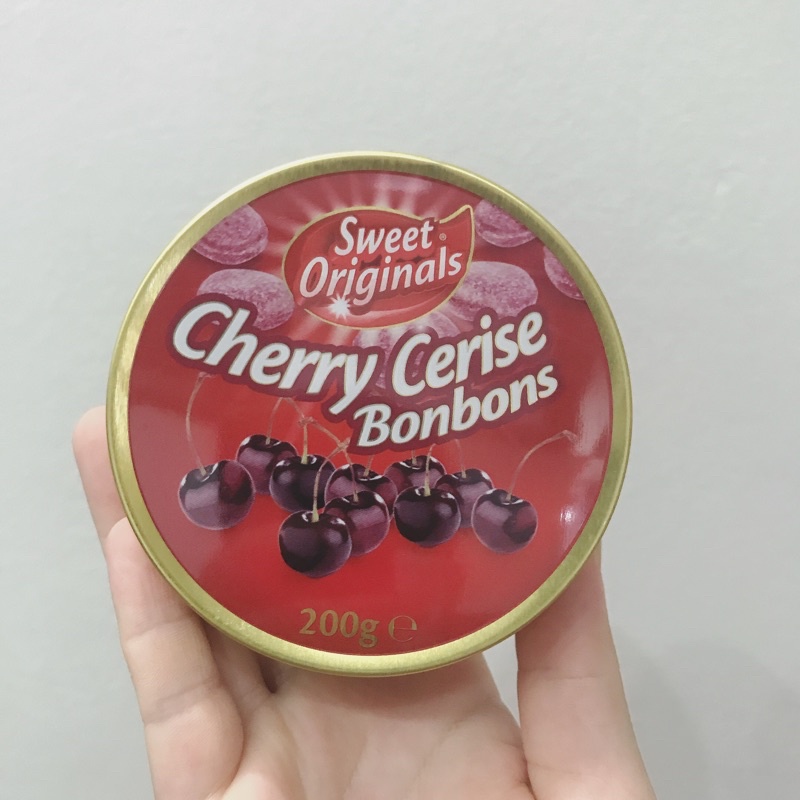 Sweet®
Originals
Cherry Cerise
Bonbons
200g ℮